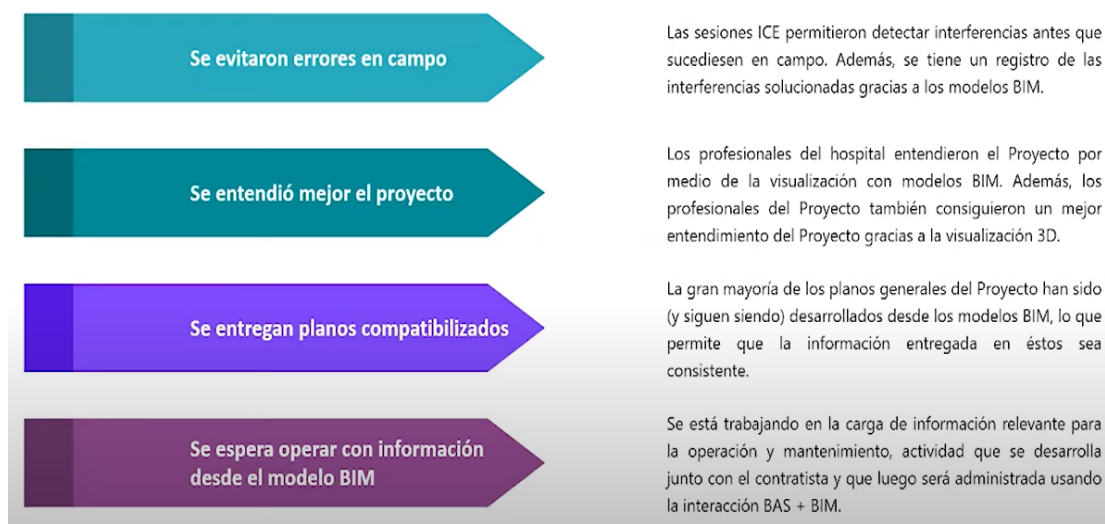 Se evitaron errores en campo
Las sesiones ICE permitieron detectar interferencias antes que
sucediesen en campo. Además, se tiene un registro de las
interferencias solucionadas gracias a los modelos BIM.
Se entendió mejor el proyecto
Los profesionales del hospital entendieron el Proyecto por
medio de la visualización con modelos BIM. Además, los
profesionales del Proyecto también consiguieron un mejor
entendimiento del Proyecto gracias a la visualización 3D.
Se entregan planos compatibilizados
La gran mayoría de los planos generales del Proyecto han sido
(y siguen siendo) desarrollados desde los modelos BIM, lo que
permite que la información entregada en éstos sea
consistente.
Se espera operar con información
desde el modelo BIM
Se está trabajando en la carga de información relevante para
la operación y mantenimiento, actividad que se desarrolla
junto con el contratista y que luego será administrada usando
la interacción BAS + BIM.